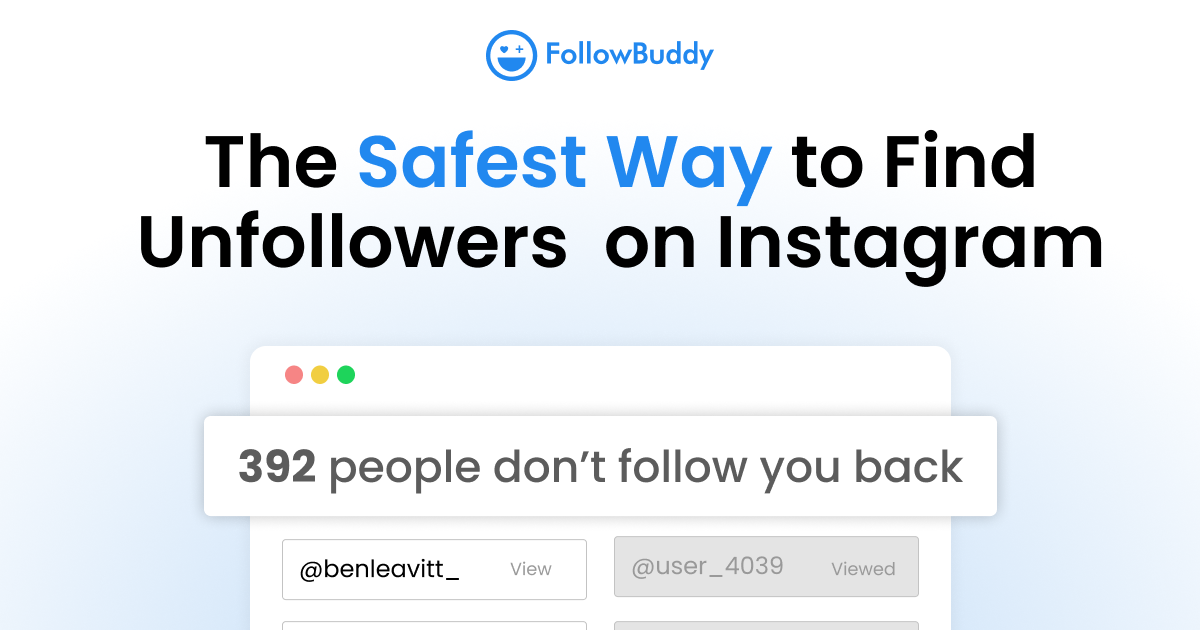 FollowBuddy
The Safest Way to Find
Unfollowers on Instagram
392 people don’t follow you back
@benleavitt_ View
@user_4039 Viewed